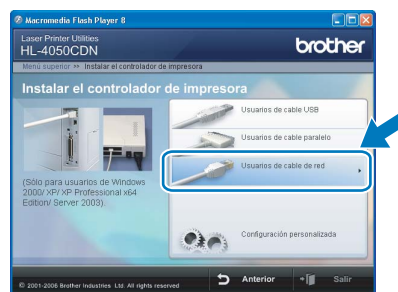 Macromedia Flash Player 8
Laser Printer Utilities
HL-4050CDN
brother
Menú superior >> Instalar el controlador de impresora
Instalar el controlador de impresora
Usuarios de cable USB
Usuarios de cable paralelo
Usuarios de cable de red
(Sólo para usuarios de Windows
2000/ XP/ XP Professional x64
Edition/ Server 2003).
Configuración personalizada
© 2001-2006 Brother Industries Ltd. All rights reserved
Anterior
Salir